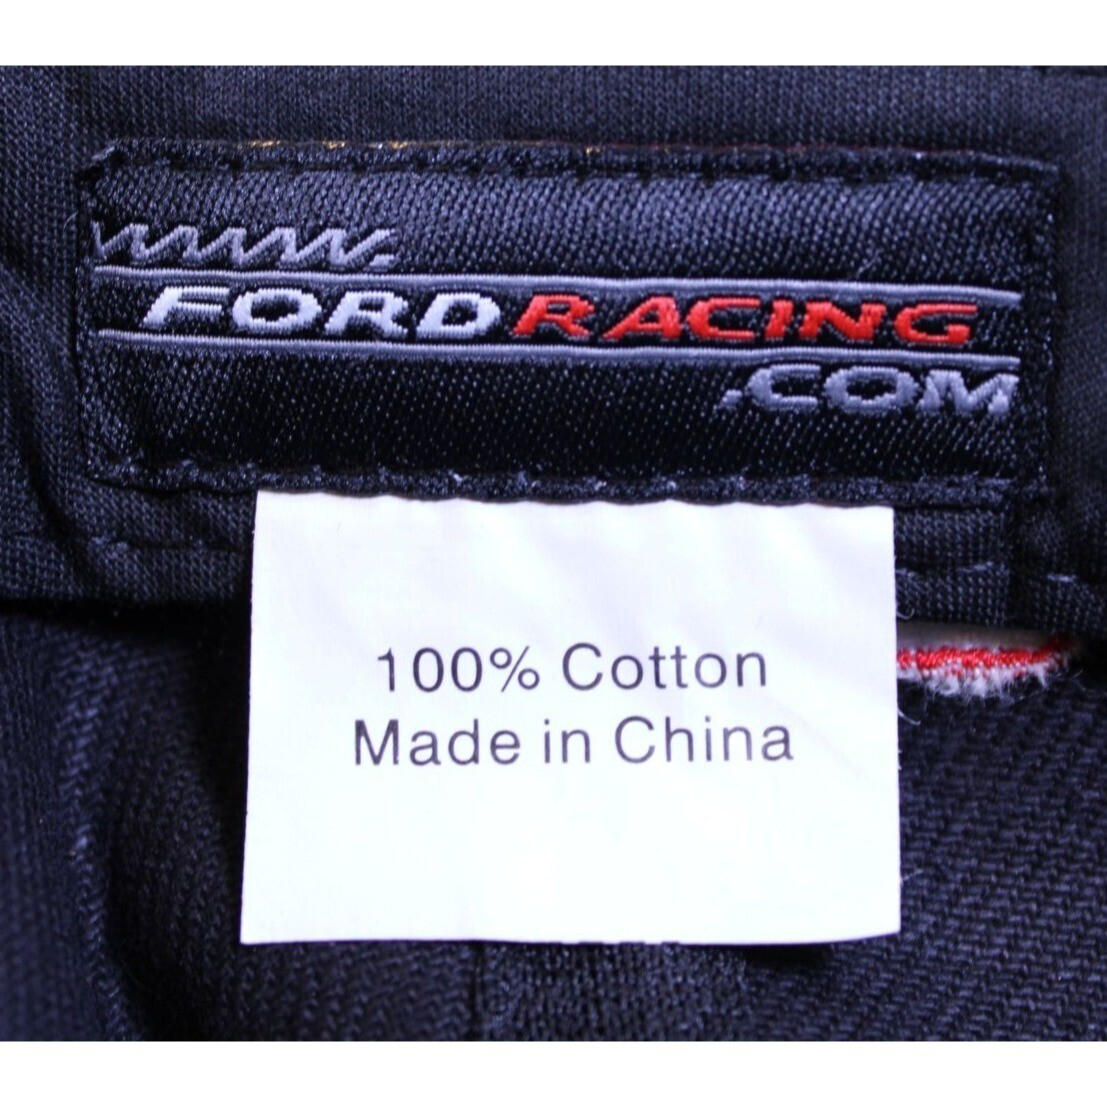 www.
FORDRACING
.COM
100% Cotton
Made in China